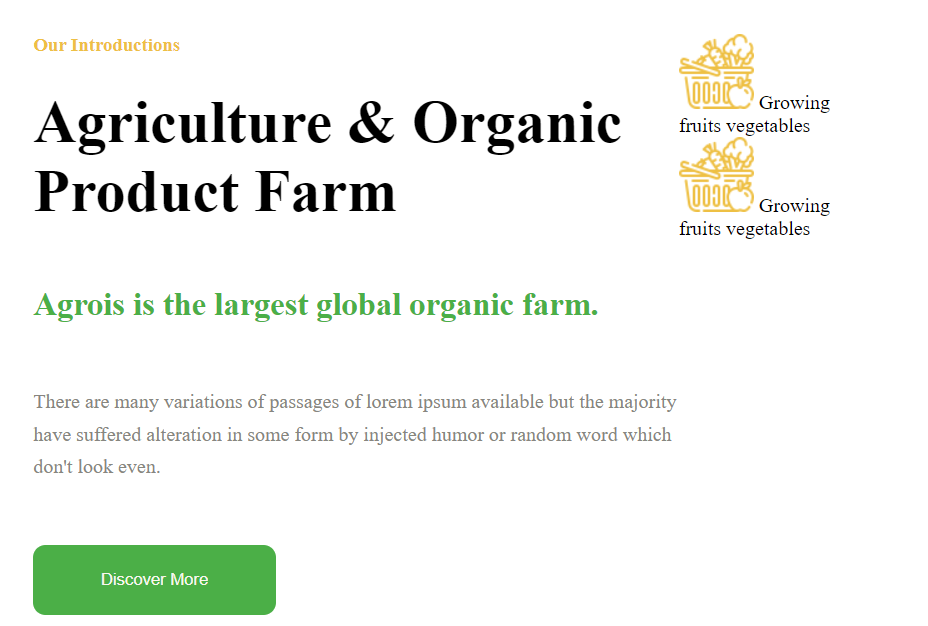 Our Introductions
Agriculture & Organic
Product Farm
Agrois is the largest global organic farm.
There are many variations of passages of lorem ipsum available but the majority
have suffered alteration in some form by injected humor or random word which
don't look even.
Discover More
Growing
fruits vegetables
Growing
fruits vegetables